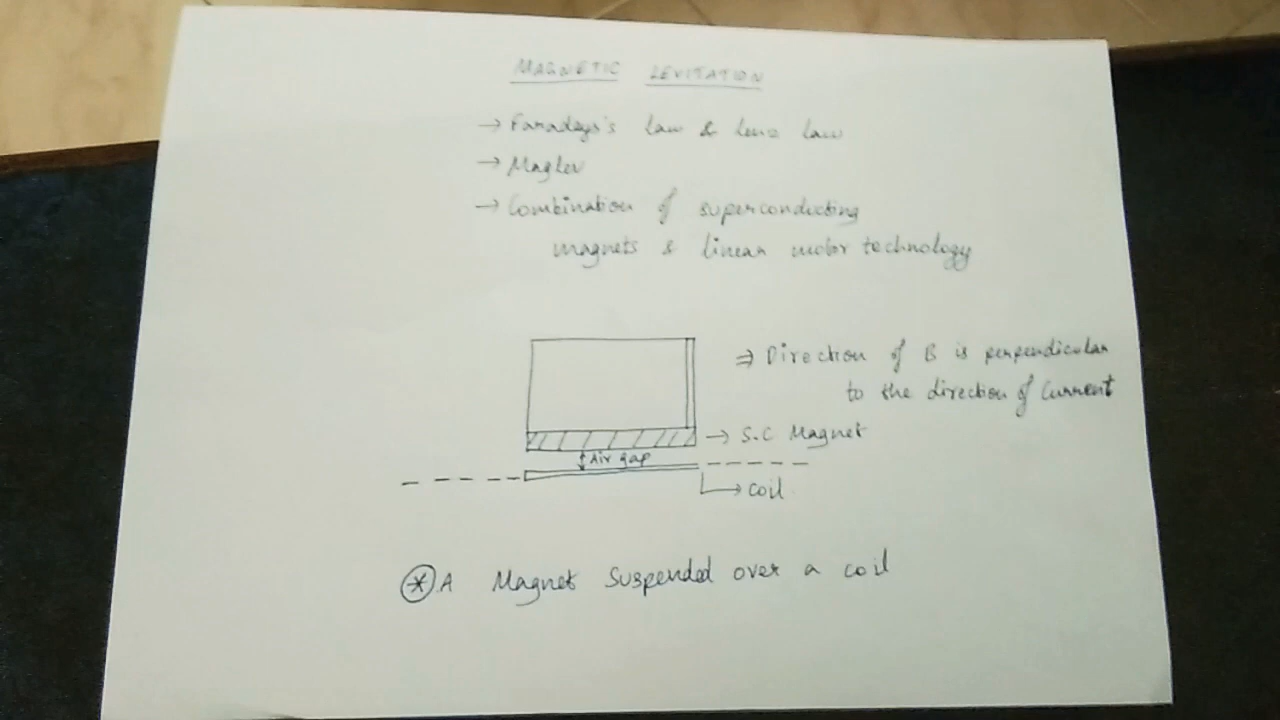 MAGNETIC LEVITATION
→ Faraday's law & lenz law
→ Maglev
→ Combination of superconducting
magnets & linear motor technology
⇒ Direction of B is perpendicular
to the direction of Current
→ S.C Magnet
Air gap
→ coil
* A Magnet Suspended over a coil